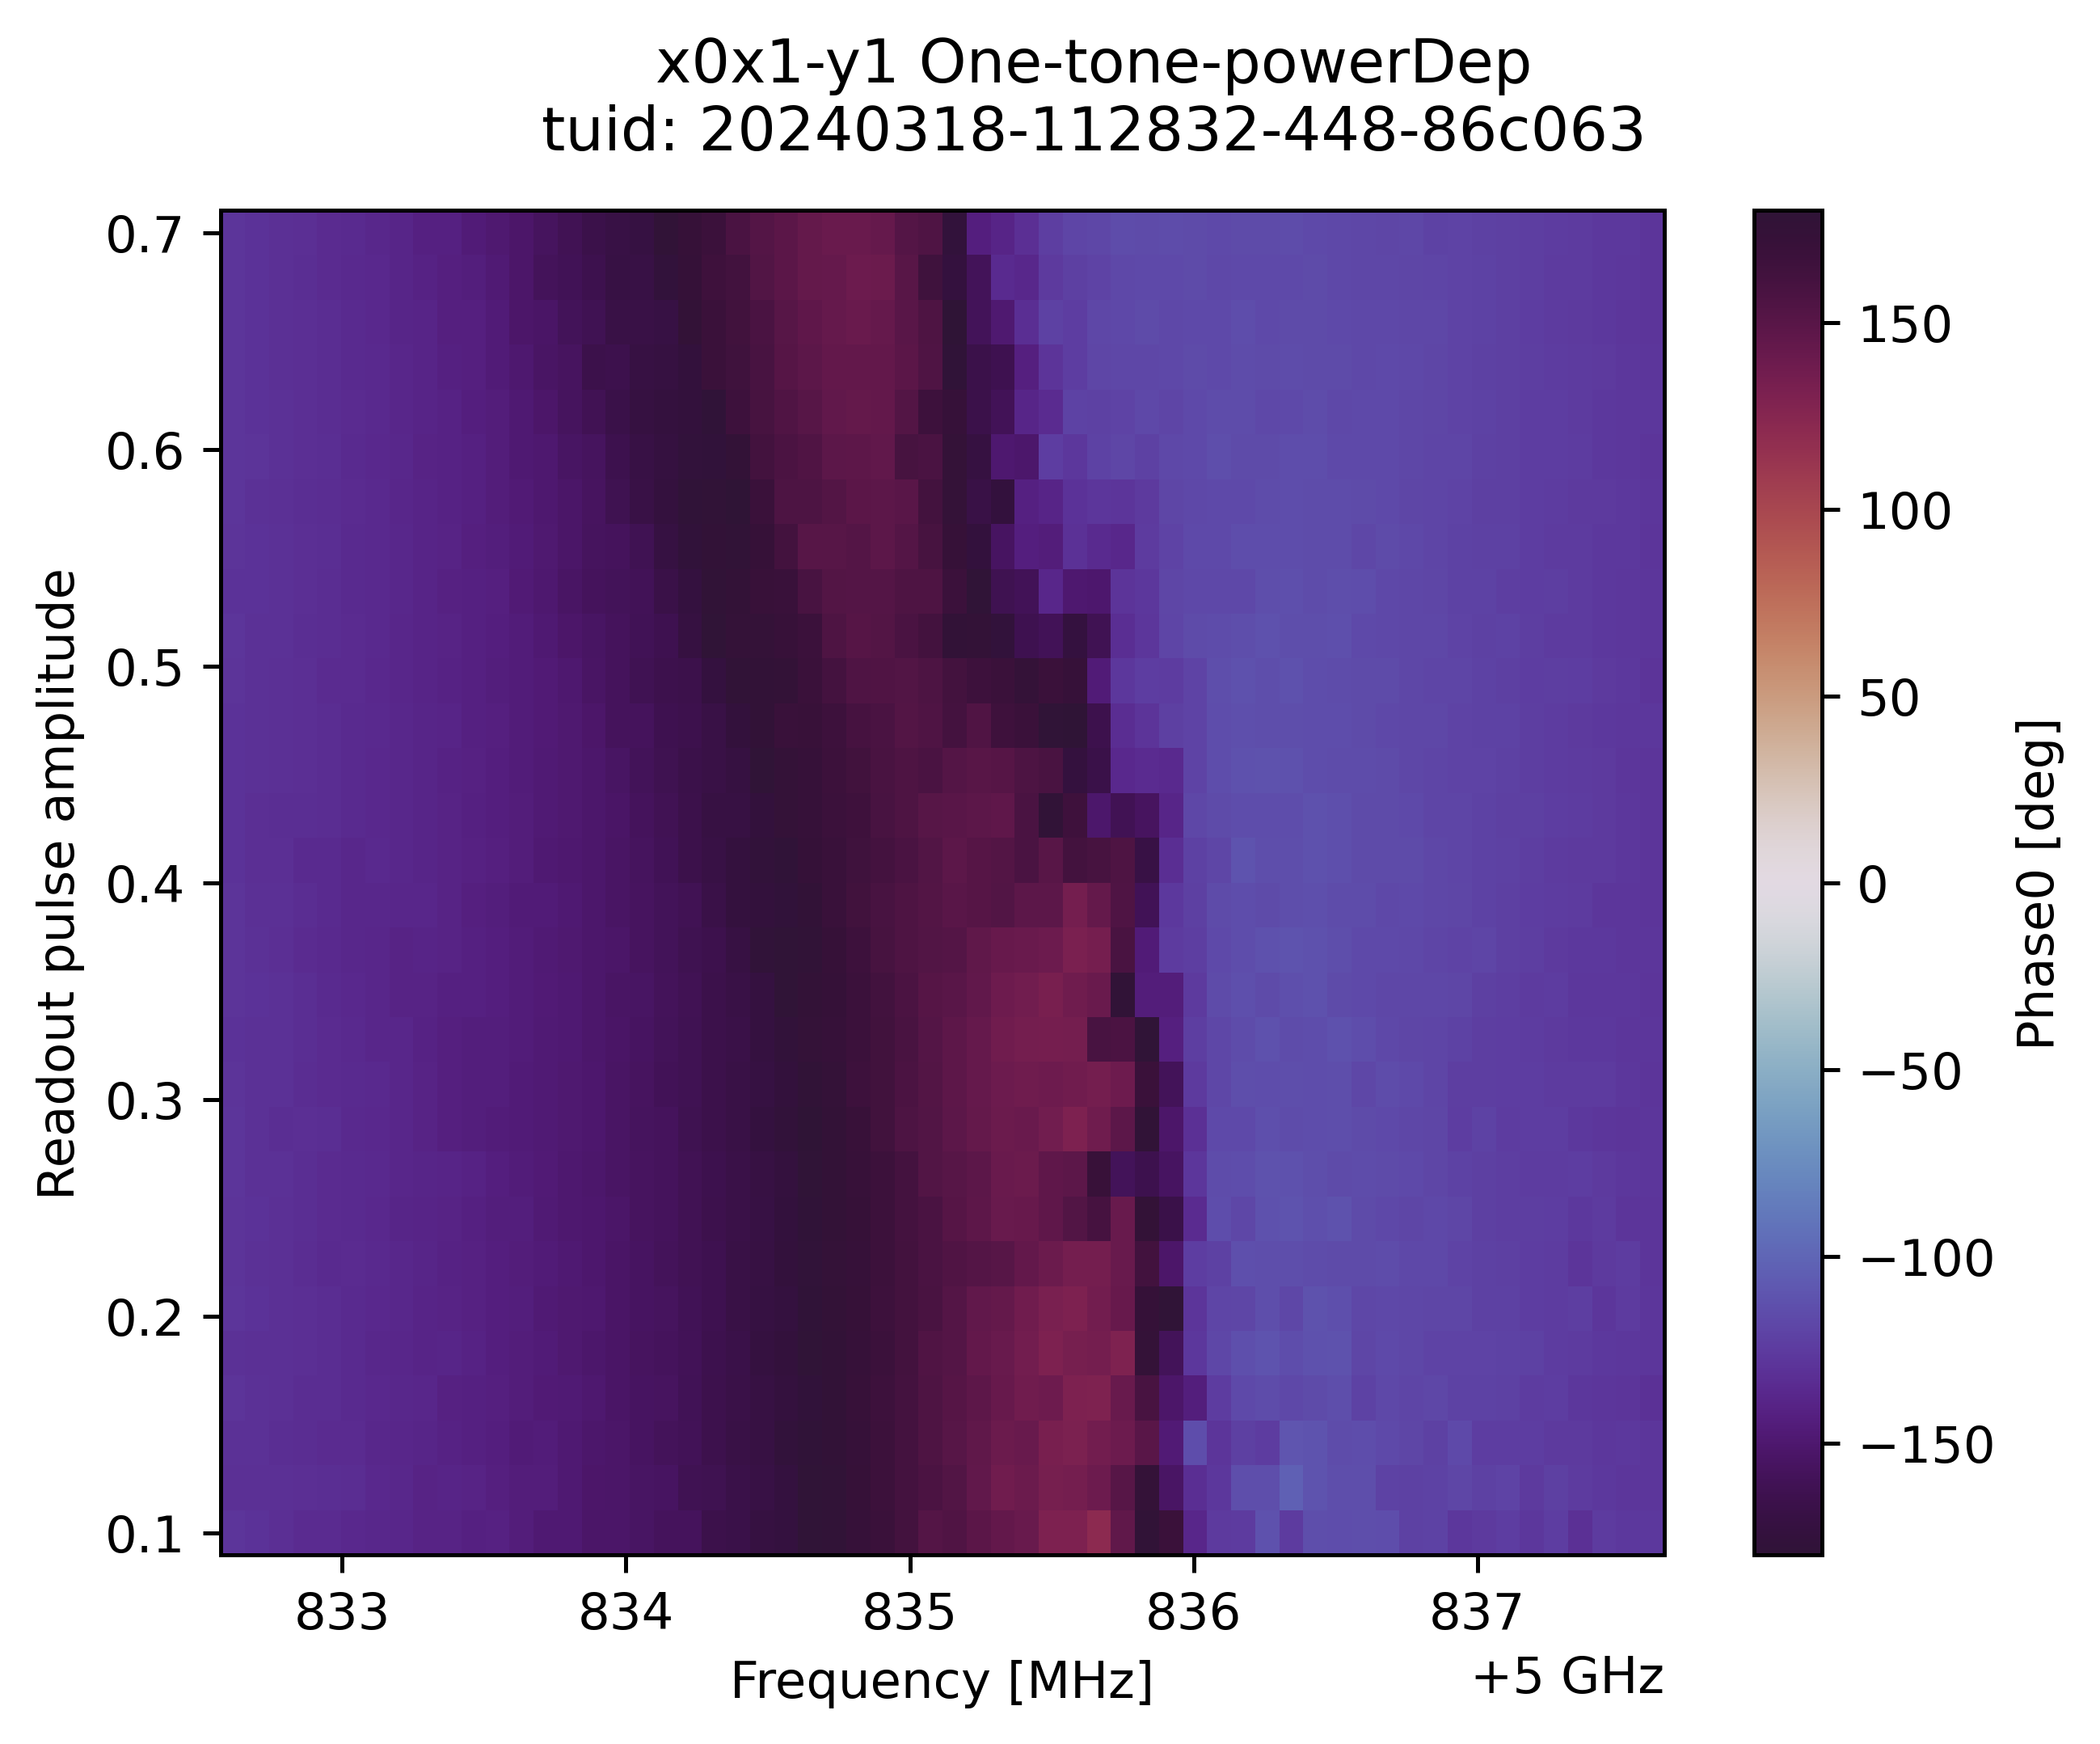 x0x1-y1 One-tone-powerDep
tuid: 20240318-112832-448-86c063
Readout pulse amplitude
0.7
0.6
0.5
0.4
0.3
0.2
0.1
833 834 835 836 837
Frequency [MHz]
+5 GHz
150
100
50
0
−50
−100
−150
Phase0 [deg]